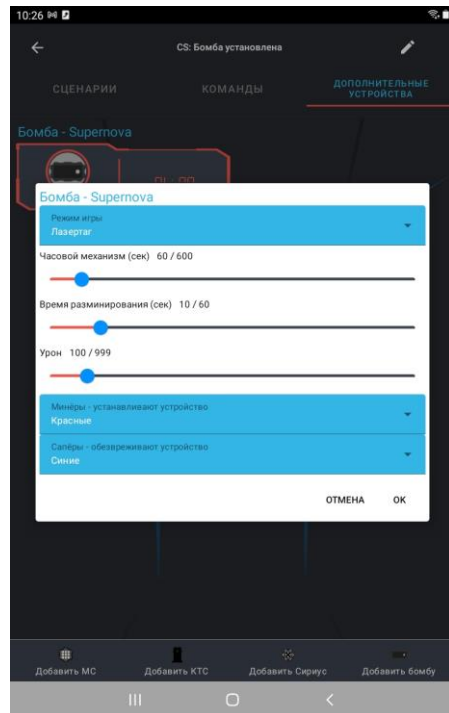 10:26
CS: Бомба установлена
СЦЕНАРИИ
КОМАНДЫ
ДОПОЛНИТЕЛЬНЫЕ
УСТРОЙСТВА
Бомба - Supernova
Бомба - Supernova
Режим игры
Лазертаг
Часовой механизм (сек) 60 / 600
Время разминирования (сек) 10 / 60
Урон 100 / 999
Минёры - устанавливают устройство
Красные
Сапёры - обезвреживают устройство
Синие
ОТМЕНА
ОК
Добавить МС
Добавить КТС
Добавить Сириус
Добавить бомбу